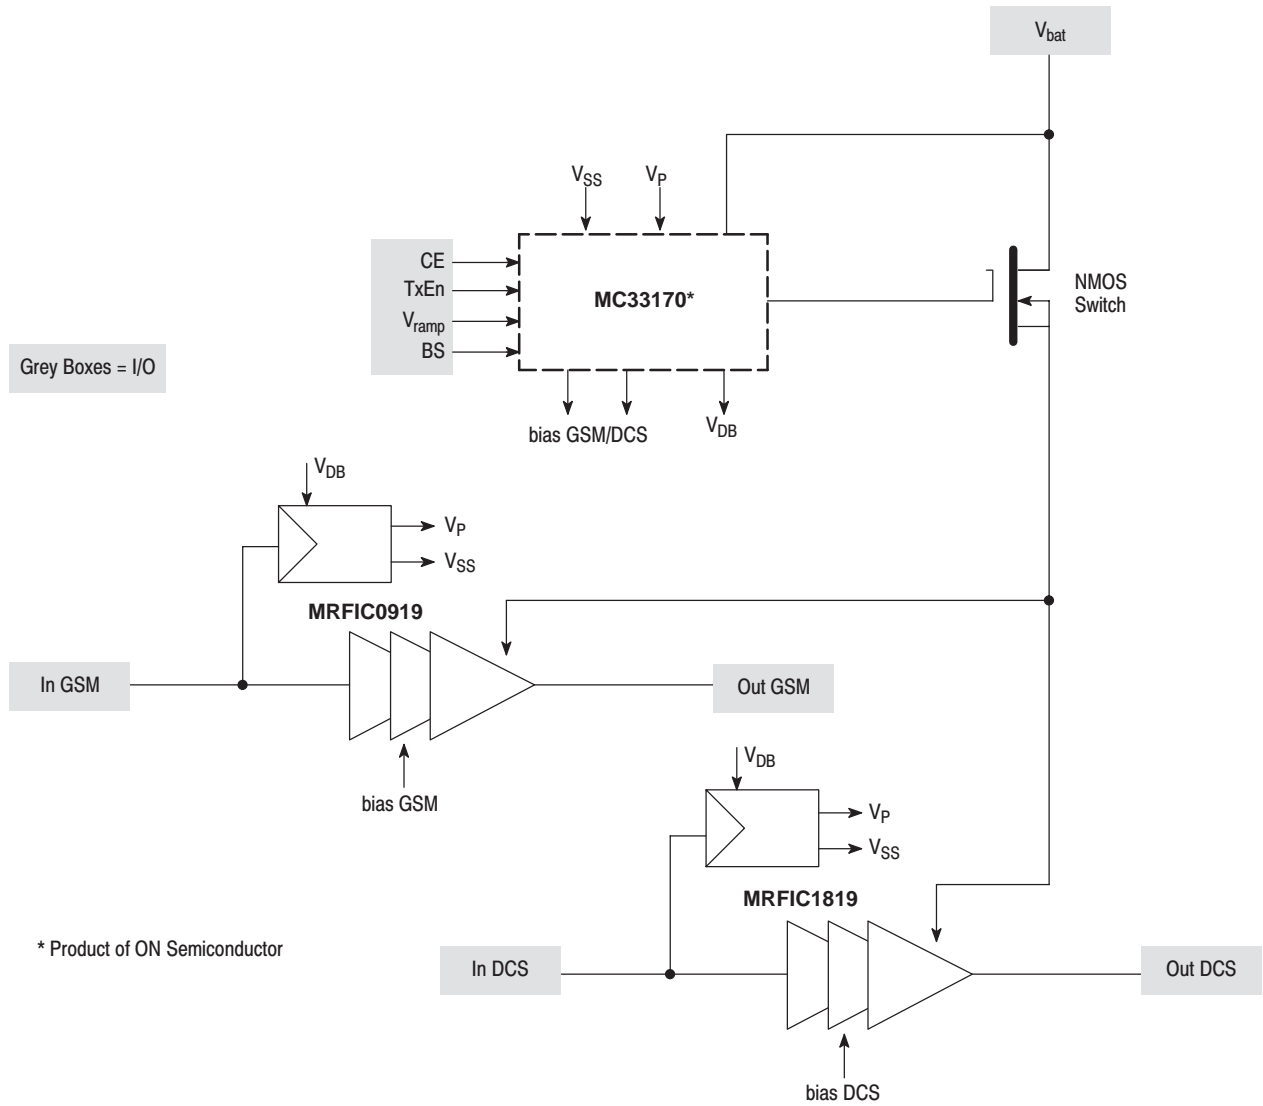 Vbat
VSS
VP
CE
TxEn
Vramp
BS
MC33170*
NMOS
Switch
Grey Boxes = I/O
bias GSM/DCS
VDB
VDB
VP
VSS
MRFIC0919
In GSM
Out GSM
bias GSM
VDB
VP
VSS
MRFIC1819
* Product of ON Semiconductor
In DCS
Out DCS
bias DCS